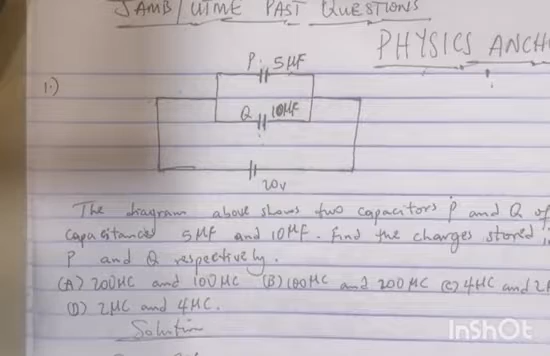 JAMB/UTME PAST QUESTIONS
PHYSICS
1.)
P 5μF
Q 10μF
20v
The diagram above shows two capacitors P and Q of
Capacitances 5μF and 10μF. Find the charges stored in
P and Q respectively.
(A) 200μC and 100μC (B) 100μC and 200μC (C) 4μC and 2
(D) 2μC and 4μC.
Solution
InShOt